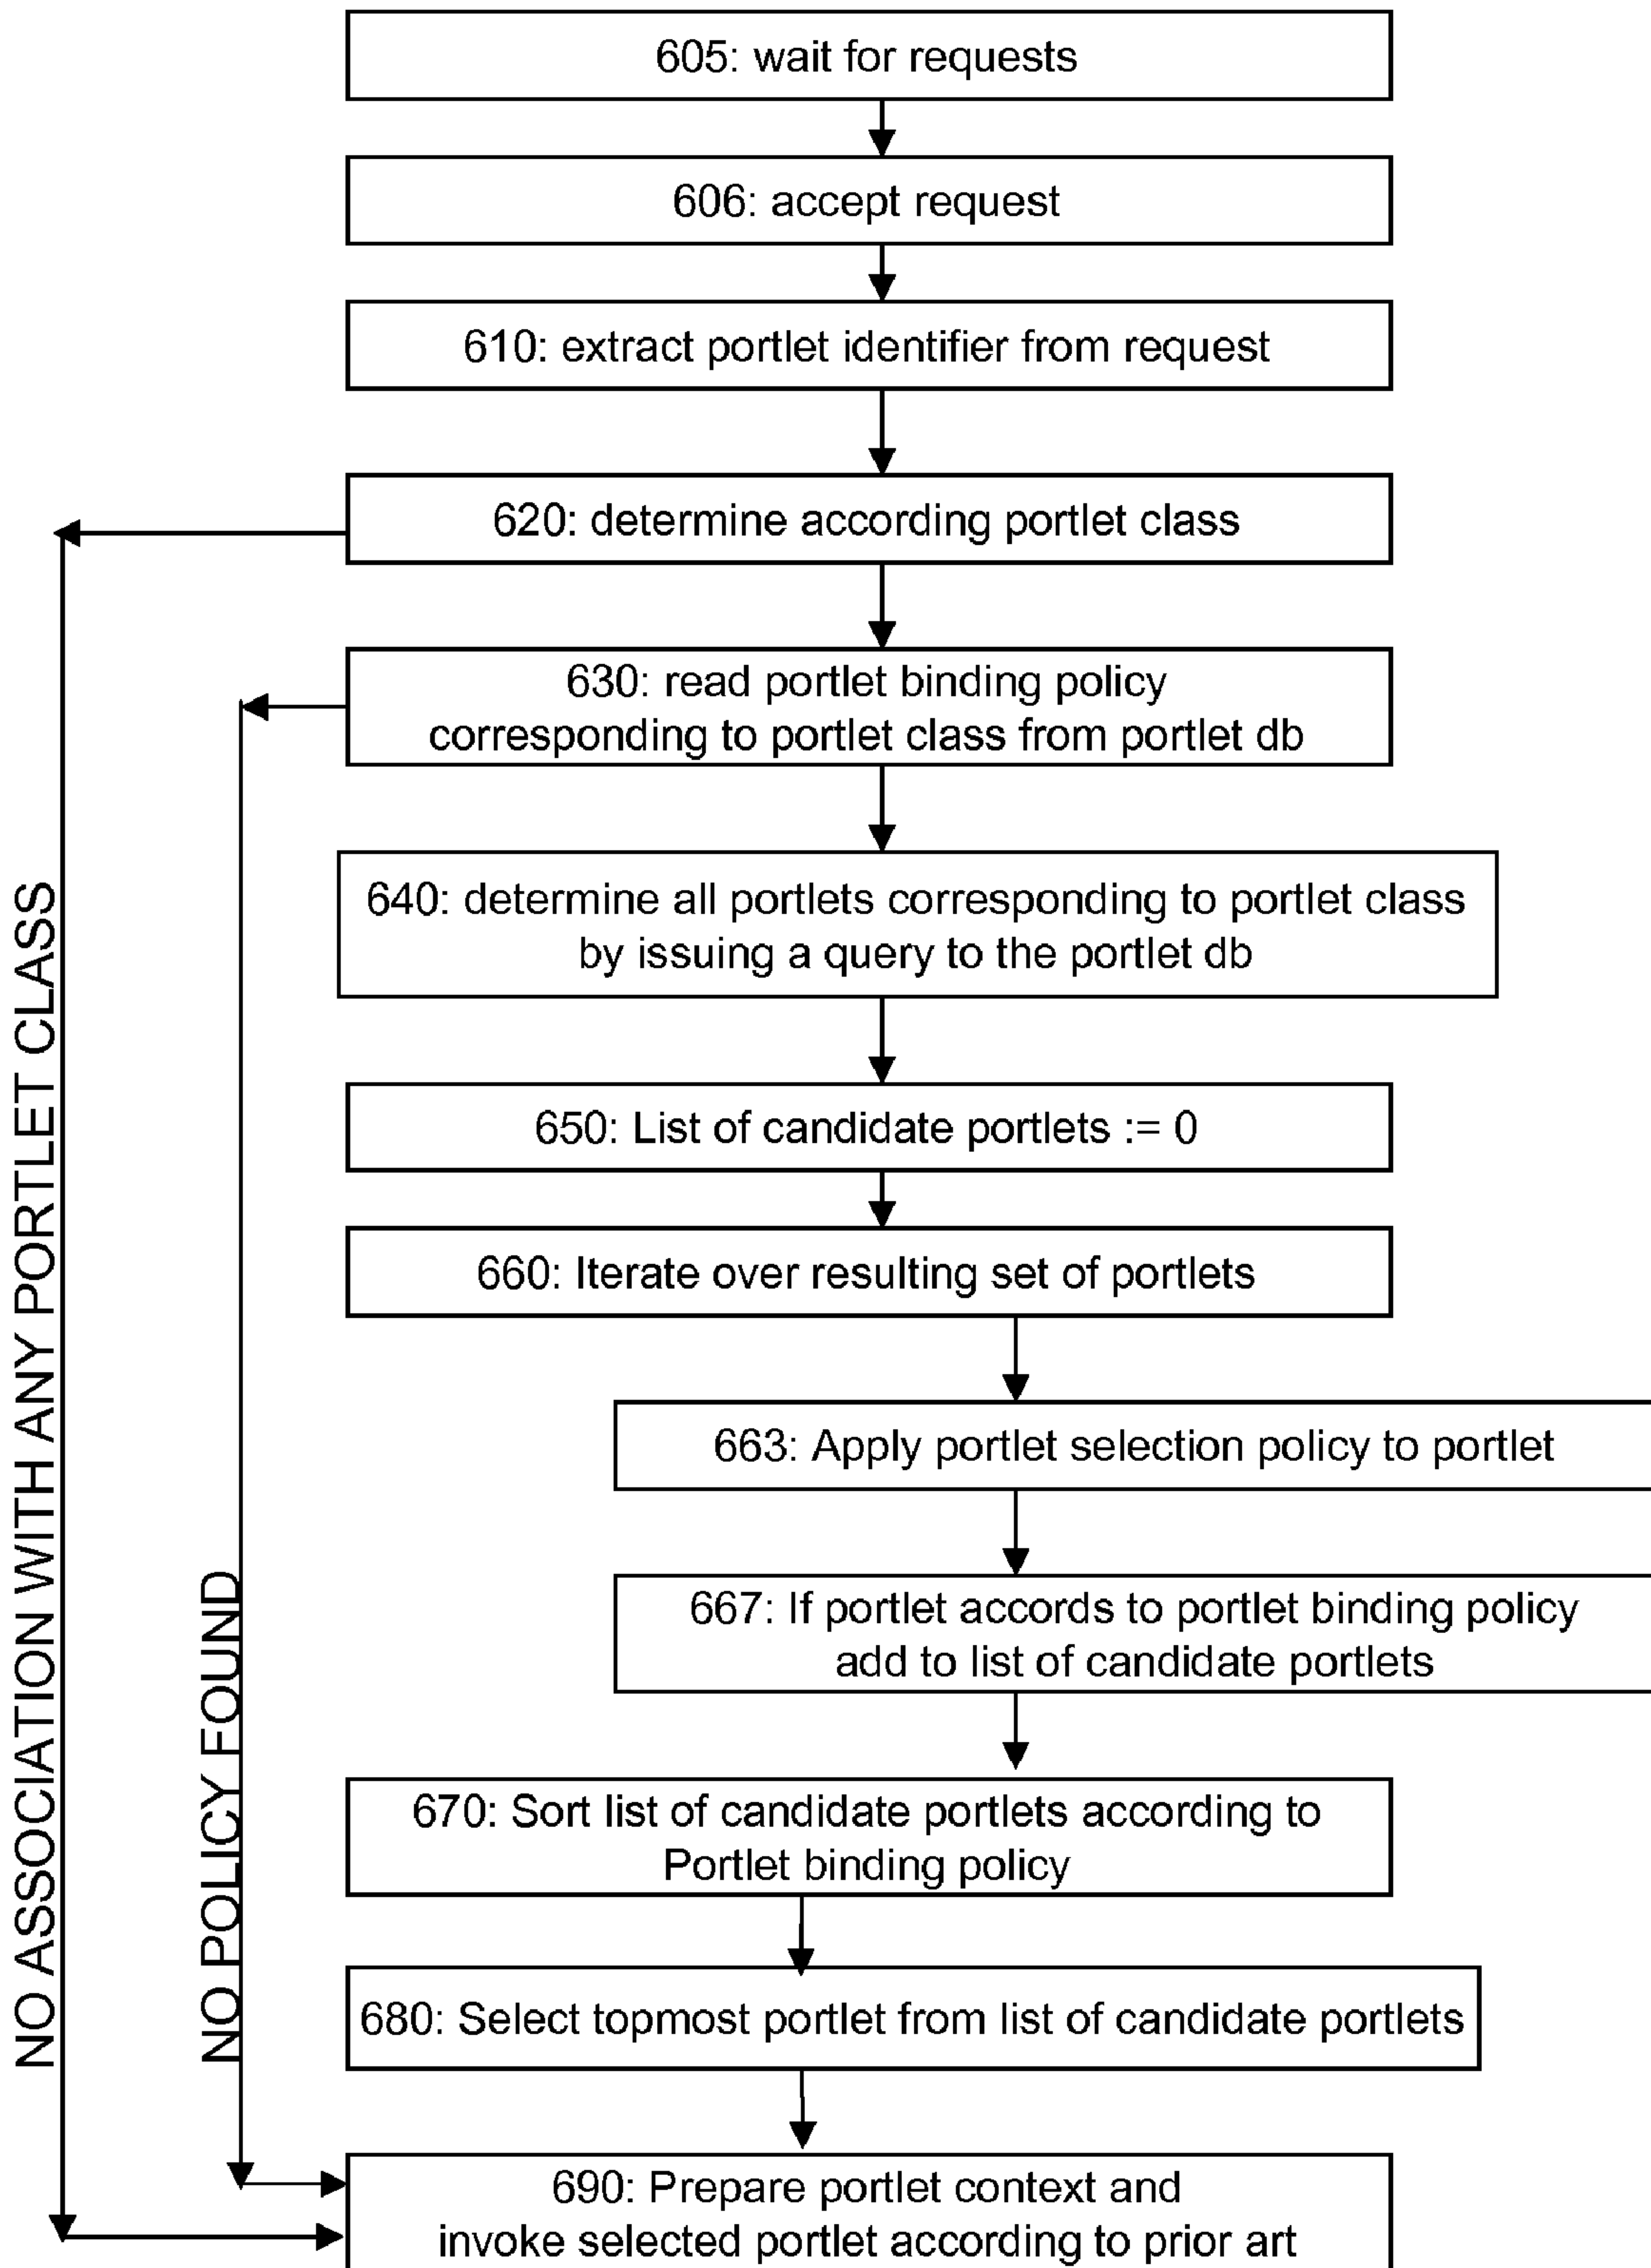 605: wait for requests
606: accept request
610: extract portlet identifier from request
620: determine according portlet class
630: read portlet binding policy
corresponding to portlet class from portlet db
640: determine all portlets corresponding to portlet class
by issuing a query to the portlet db
650: List of candidate portlets := 0
660: Iterate over resulting set of portlets
663: Apply portlet selection policy to portlet
667: If portlet accords to portlet binding policy
add to list of candidate portlets
670: Sort list of candidate portlets according to
Portlet binding policy
680: Select topmost portlet from list of candidate portlets
690: Prepare portlet context and
invoke selected portlet according to prior art
NO ASSOCIATION WITH ANY PORTLET CLASS
NO POLICY FOUND